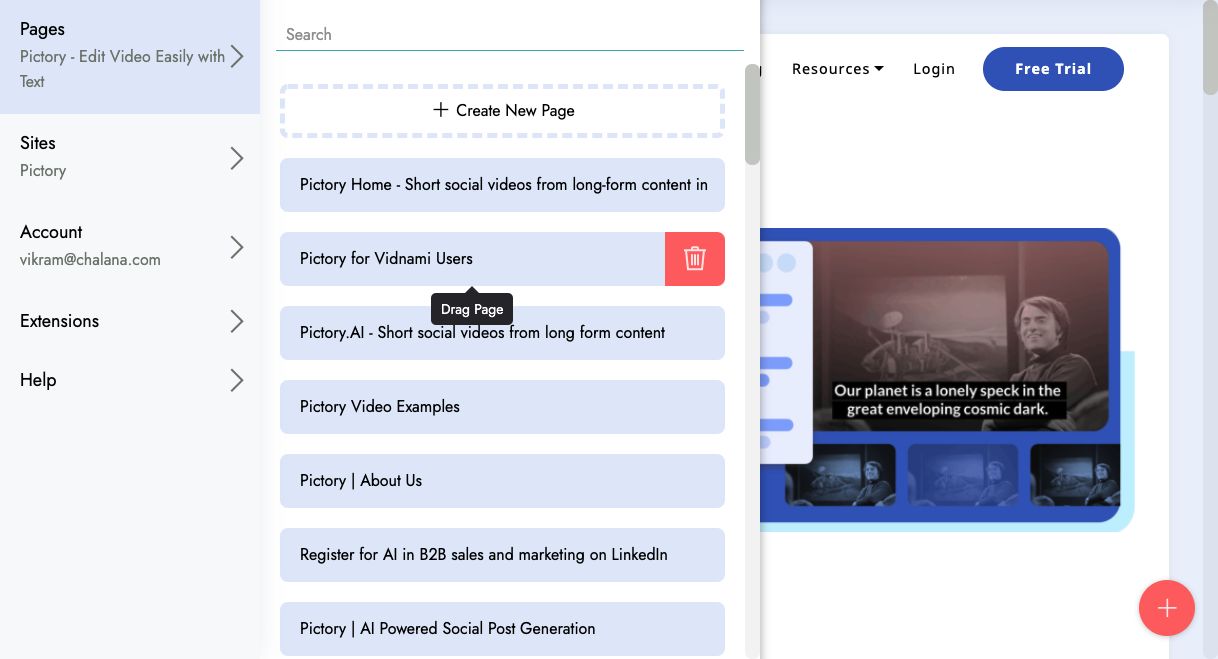 Pages
Pictory - Edit Video Easily with
Text
Sites
Pictory
Account
vikram@chalana.com
Extensions
Help
Search
+ Create New Page
Pictory Home - Short social videos from long-form content in
Pictory for Vidnami Users
Drag Page
Pictory.AI - Short social videos from long form content
Pictory Video Examples
Pictory | About Us
Register for AI in B2B sales and marketing on LinkedIn
Pictory | AI Powered Social Post Generation
Resources
Login
Free Trial
Our planet is a lonely speck in the
great enveloping cosmic dark.